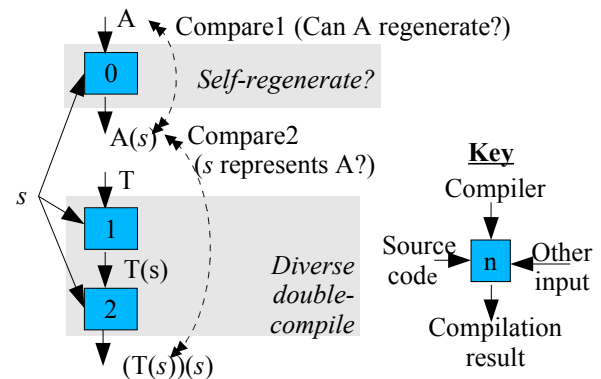 A
Compare1 (Can A regenerate?)
0
Self-regenerate?
A(s)
Compare2
(s represents A?)
T
s
1
T(s)
2
Diverse
double-
compile
(T(s))(s)
Key
Compiler
Source
code
n
Other
input
Compilation
result